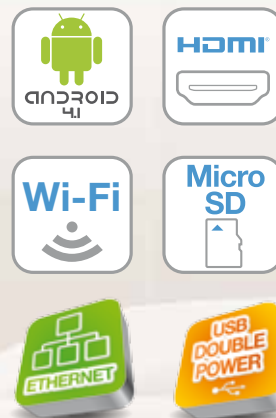 ANDROID
4.1
HDMI®
Wi-Fi
Micro
SD
ETHERNET
USB
DOUBLE
POWER